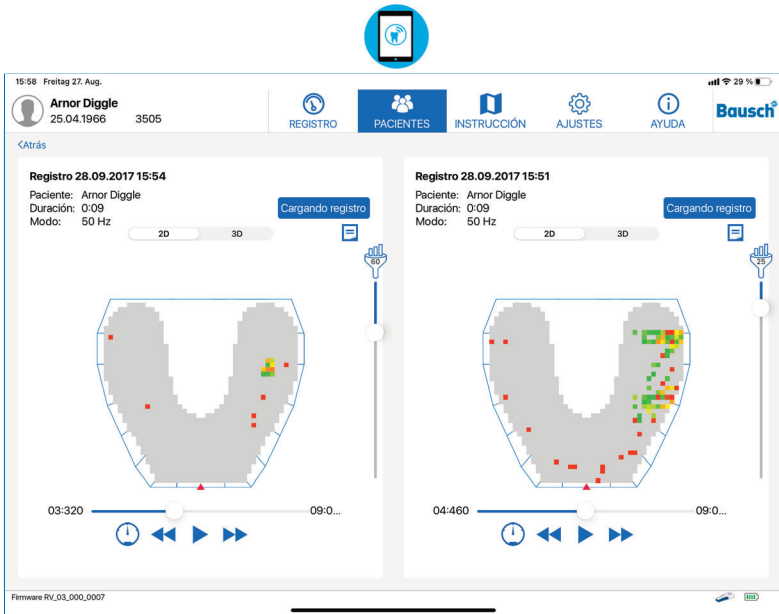 15:58 Freitag 27. Aug.
29 %
Arnor Diggle
25.04.1966 3505
REGISTRO
PACIENTES
INSTRUCCIÓN
AJUSTES
AYUDA
Bausch
Atrás
Registro 28.09.2017 15:54
Paciente: Arnor Diggle
Duración: 0:09
Modo: 50 Hz
Cargando registro
2D 3D
60
03:320
09:0...
Registro 28.09.2017 15:51
Paciente: Arnor Diggle
Duración: 0:09
Modo: 50 Hz
Cargando registro
2D 3D
25
04:460
09:0...
Firmware RV_03_000_0007